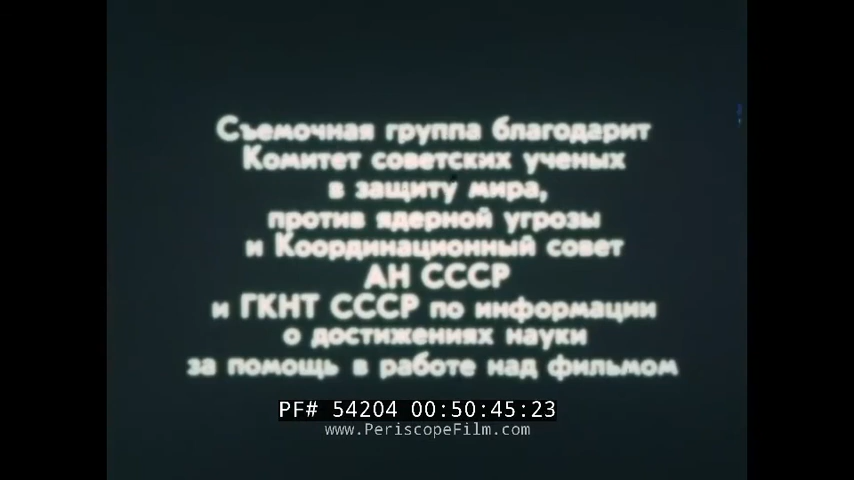 Съемочная группа благодарит
Комитет советских ученых
в защиту мира,
против ядерной угрозы
и Координационный совет
АН СССР
и ГКНТ СССР по информации
о достижениях науки
за помощь в работе над фильмом
PF# 54204 00:50:45:23
www.PeriscopeFilm.com